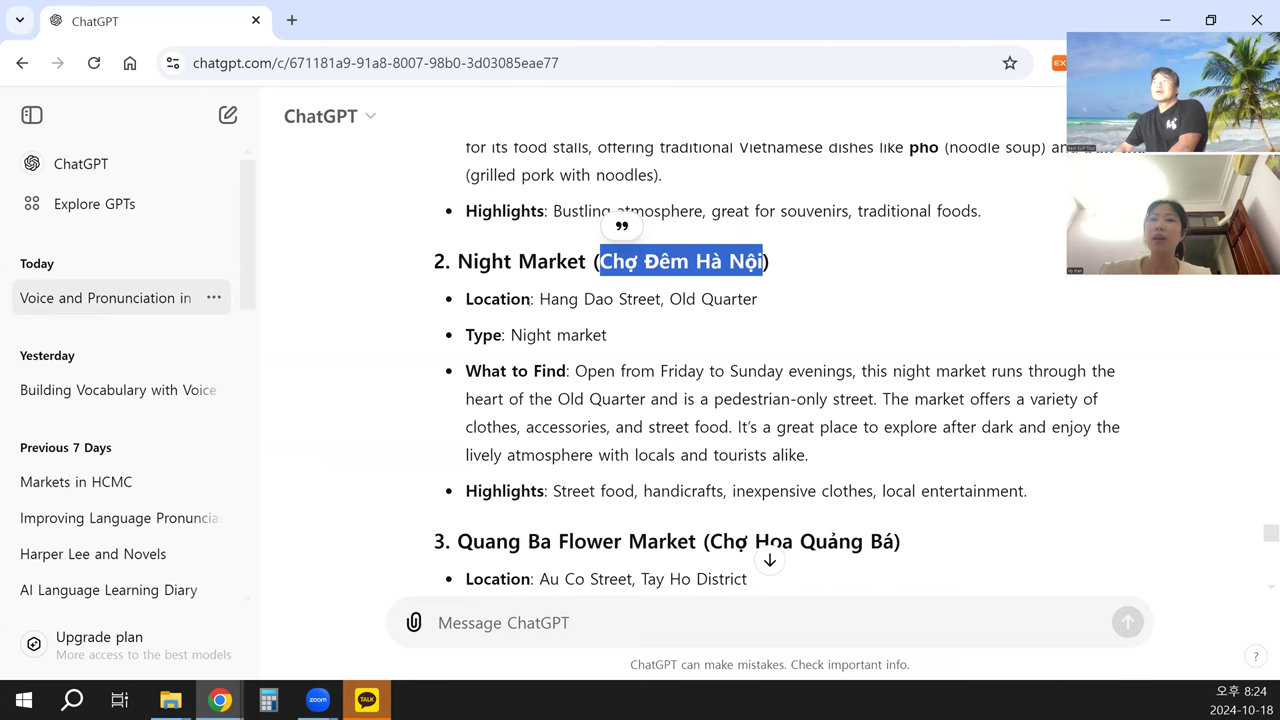 ChatGPT
chatgpt.com/c/671181a9-91a8-8007-98b0-3d03085eae77
ChatGPT
Explore GPTs
Today
Voice and Pronunciation in
Yesterday
Building Vocabulary with Voice
Previous 7 Days
Markets in HCMC
Improving Language Pronuncia
Harper Lee and Novels
AI Language Learning Diary
Upgrade plan
More access to the best models
ChatGPT
for its food stalls, offering traditional Vietnamese dishes like pho (noodle soup) and
(grilled pork with noodles).
Highlights: Bustling atmosphere, great for souvenirs, traditional foods.
2. Night Market (Chợ Đêm Hà Nội)
Location: Hang Dao Street, Old Quarter
Type: Night market
What to Find: Open from Friday to Sunday evenings, this night market runs through the
heart of the Old Quarter and is a pedestrian-only street. The market offers a variety of
clothes, accessories, and street food. It's a great place to explore after dark and enjoy the
lively atmosphere with locals and tourists alike.
Highlights: Street food, handicrafts, inexpensive clothes, local entertainment.
3. Quang Ba Flower Market (Chợ Hoa Quảng Bá)
Location: Au Co Street, Tay Ho District
Message ChatGPT
ChatGPT can make mistakes. Check important info.
?
zoom
TALK
오후 8:24
2024-10-18